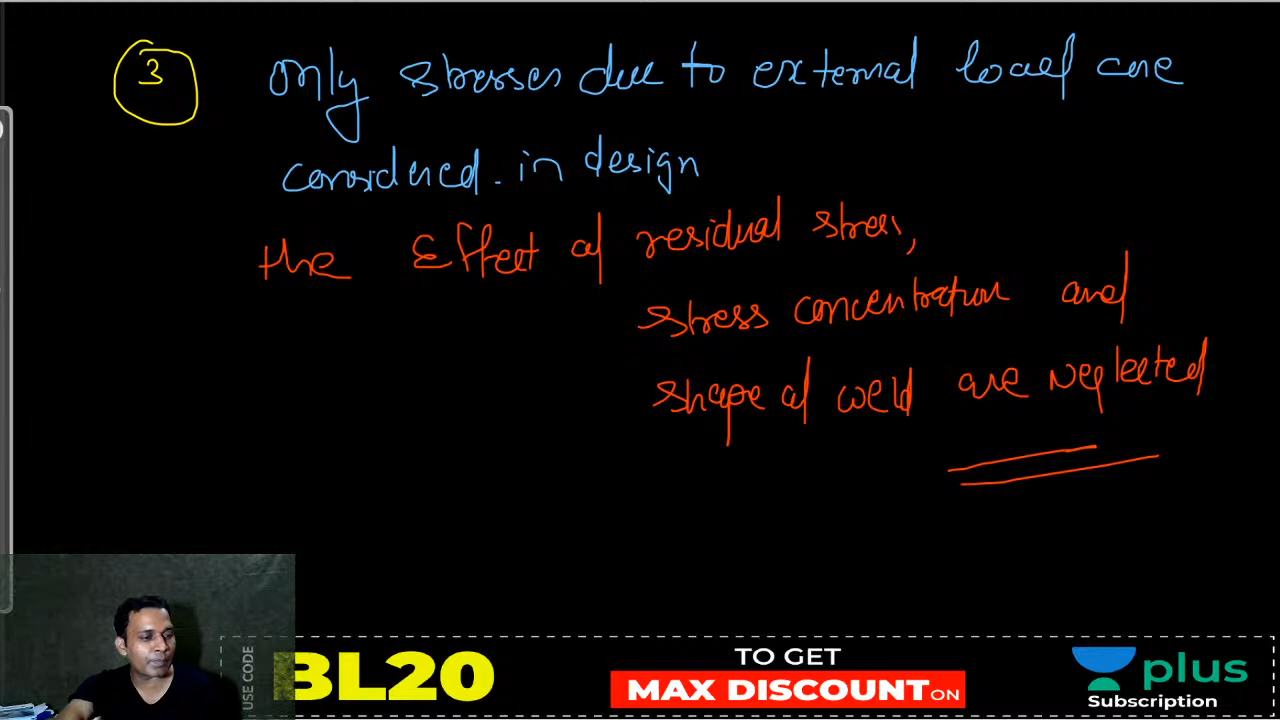 3
only stresses due to external load are
considered. in design
the Effect of residual stress,
stress concentration and
shape of weld are neglected
USE CODE
BL20
TO GET
MAX DISCOUNT ON
plus
Subscription